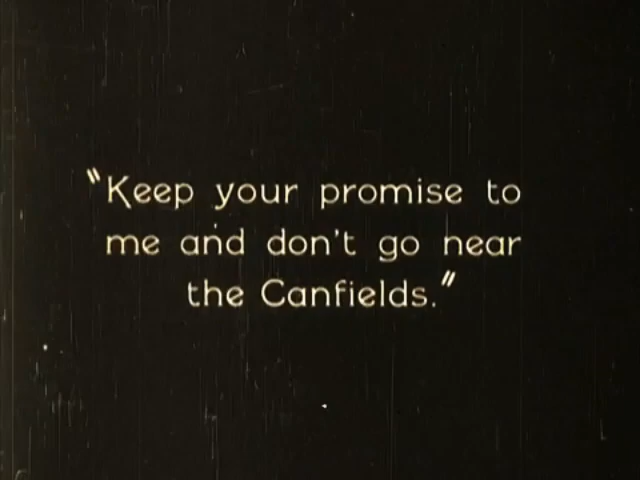 "Keep your promise to
me and don't go near
the Canfields."